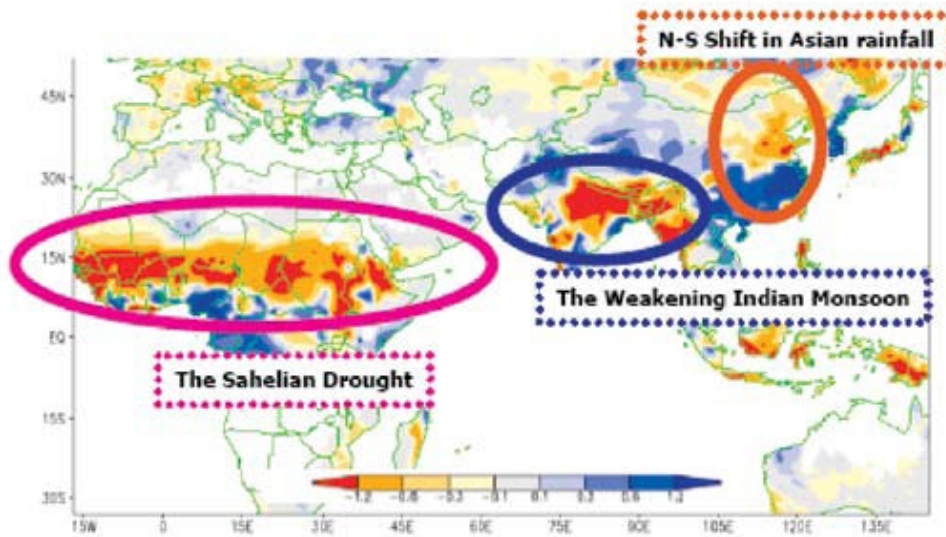 N-S Shift in Asian rainfall
45N
30N
15N
The Weakening Indian Monsoon
EQ
The Sahelian Drought
15S
30S
-1.2 -0.6 -0.3 -0.1 0.1 0.3 0.6 1.2
15W 0 15E 30E 45E 60E 75E 90E 105E 120E 135E